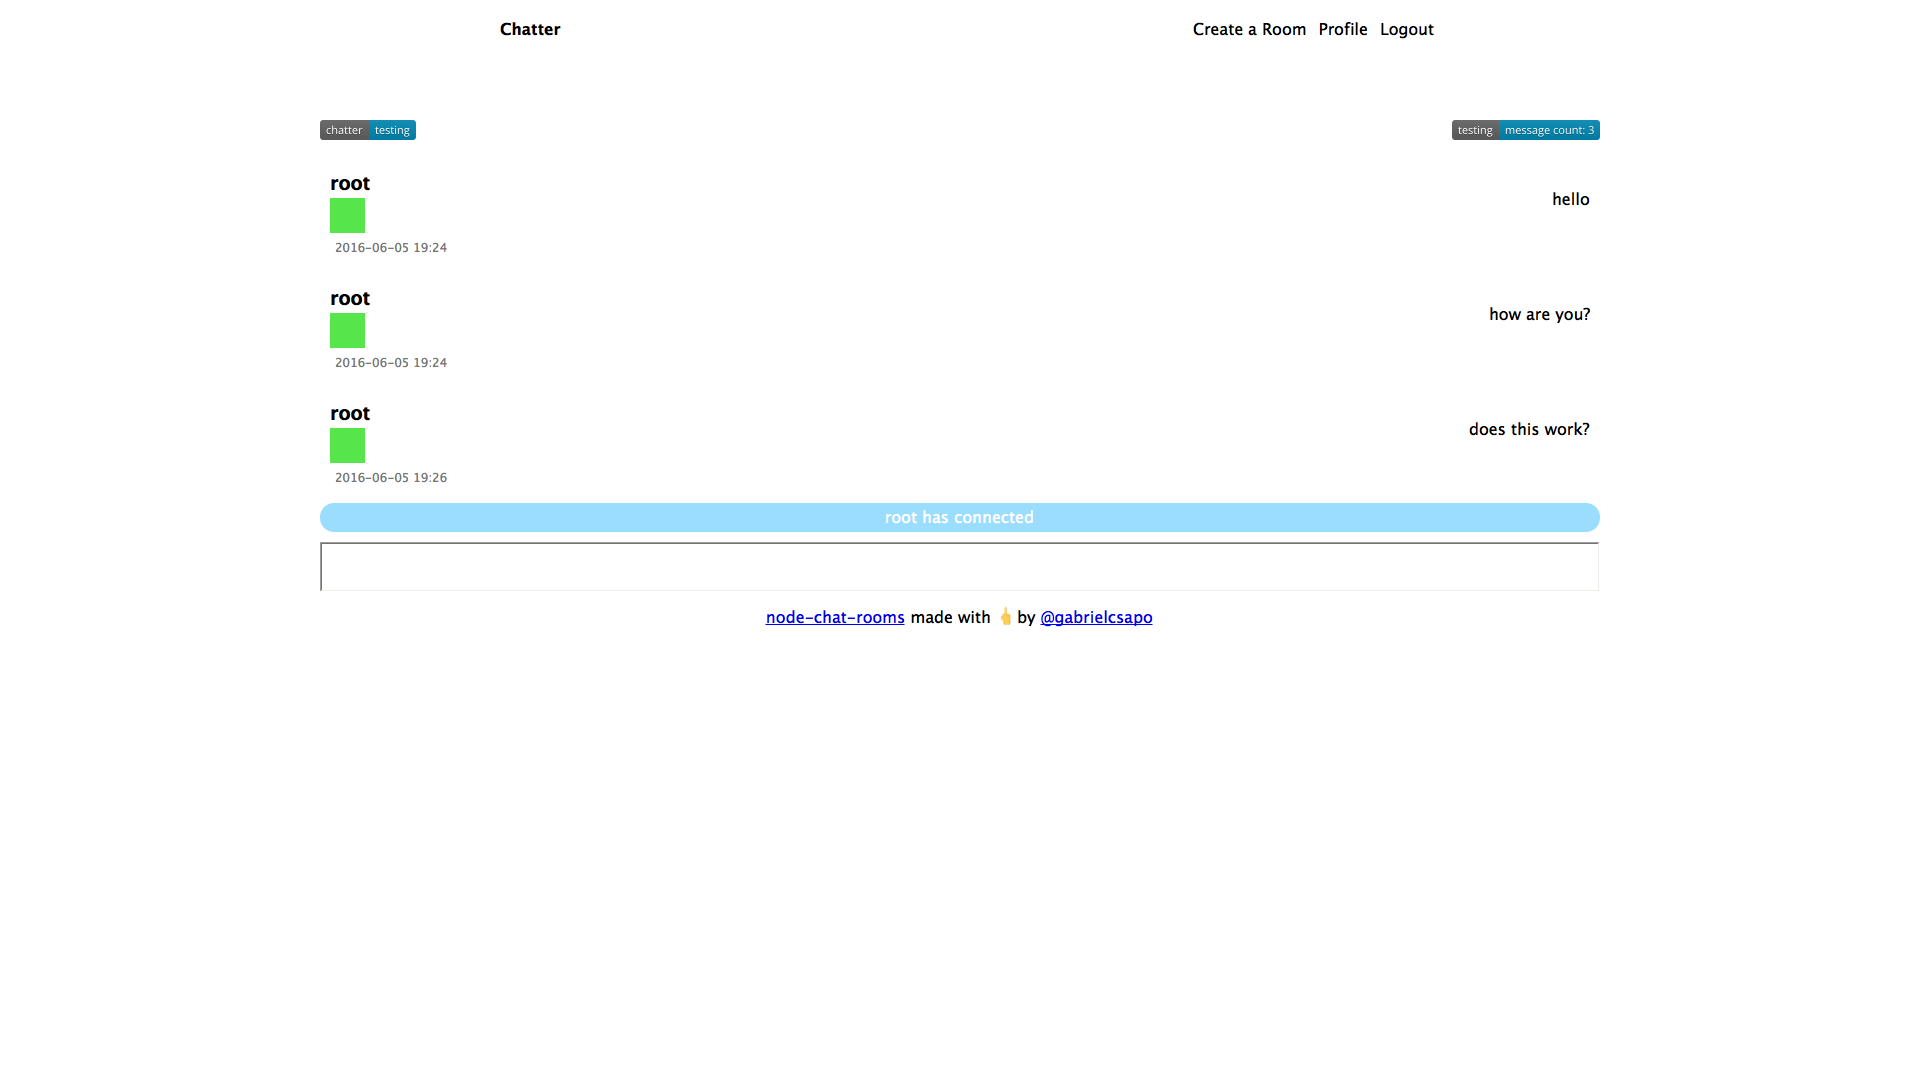 Chatter Create a Room Profile Logout
chatter testing testing message count: 3
root
hello
2016-06-05 19:24
root
how are you?
2016-06-05 19:24
root
does this work?
2016-06-05 19:26
root has connected
node-chat-rooms made with 👆 by @gabrielcsapo